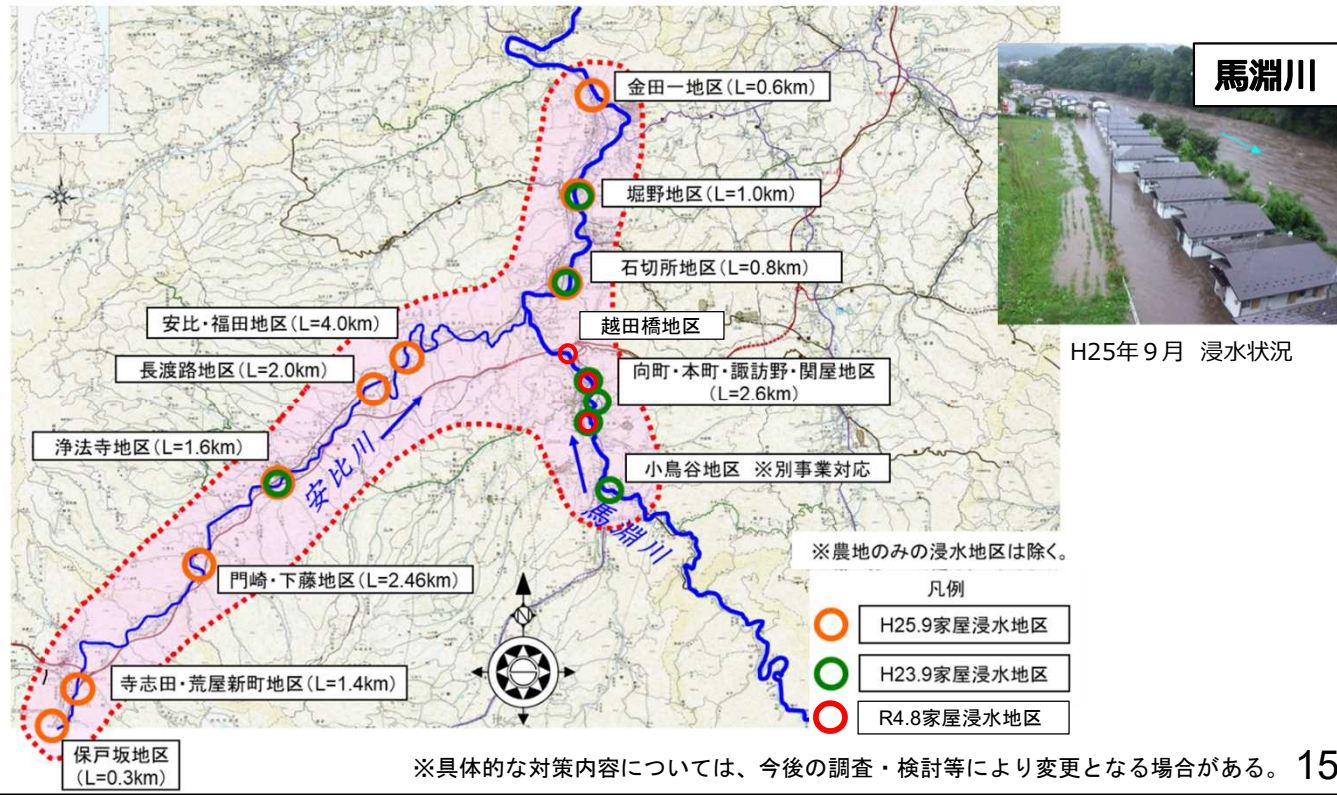 馬淵川
金田一地区(L=0.6km)
堀野地区(L=1.0km)
石切所地区(L=0.8km)
越田橋地区
安比・福田地区(L=4.0km)
長渡路地区(L=2.0km)
向町・本町・諏訪野・関屋地区
(L=2.6km)
H25年9月 浸水状況
浄法寺地区(L=1.6km)
安比川
小鳥谷地区 ※別事業対応
馬淵川
門崎・下藤地区(L=2.46km)
寺志田・荒屋新町地区(L=1.4km)
保戸坂地区
(L=0.3km)
N
※農地のみの浸水地区は除く。
凡例
H25.9家屋浸水地区
H23.9家屋浸水地区
R4.8家屋浸水地区
※具体的な対策内容については、今後の調査・検討等により変更となる場合がある。 15